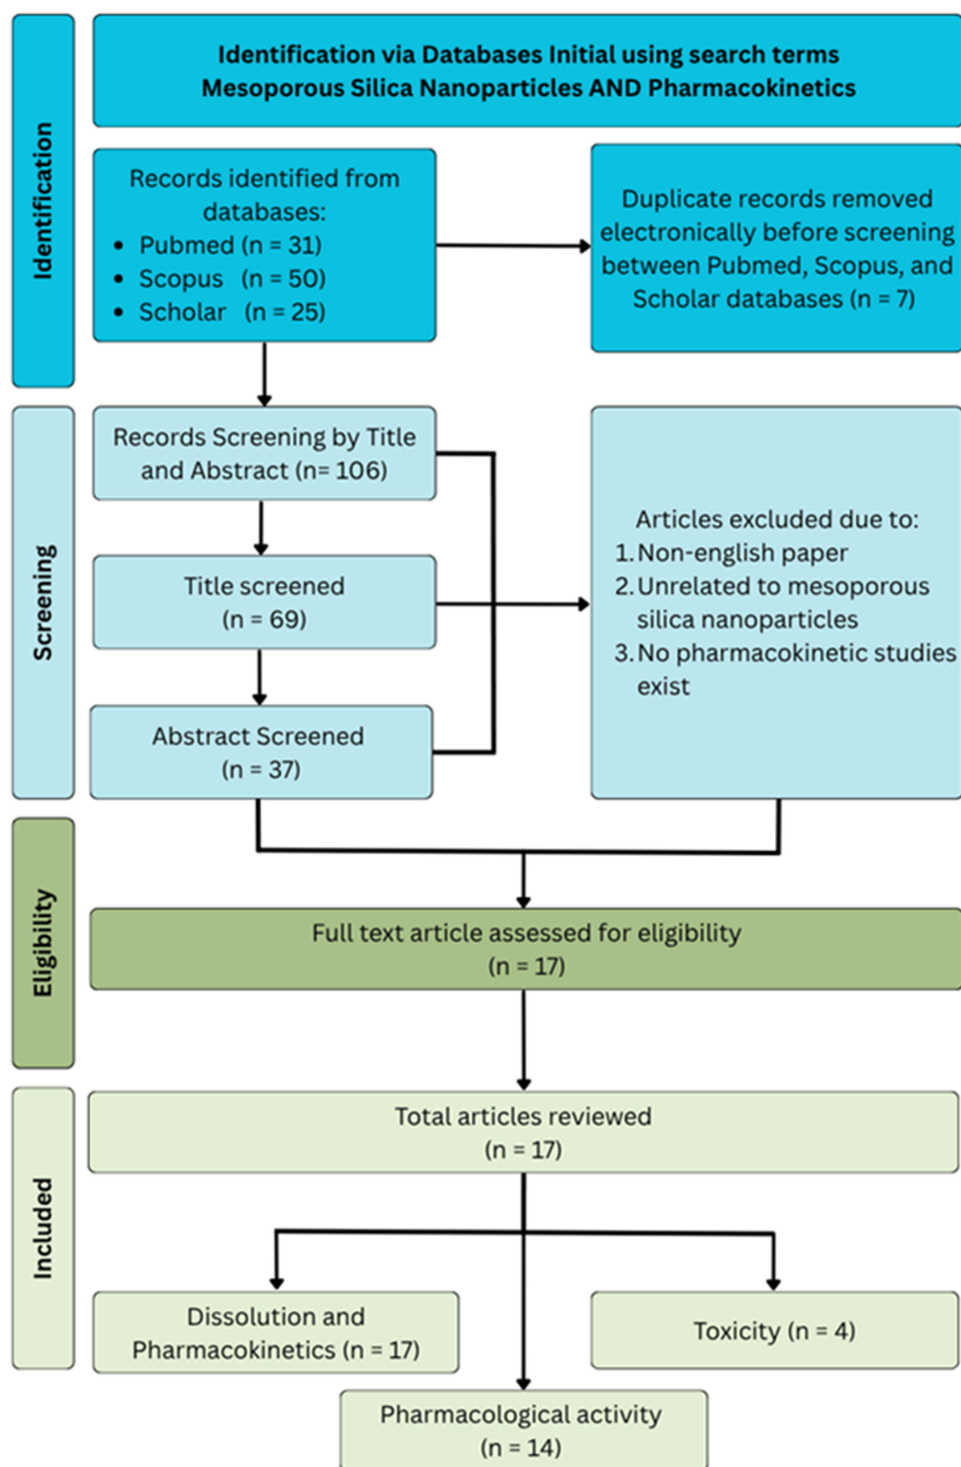 Identification
Identification via Databases Initial using search terms
Mesoporous Silica Nanoparticles AND Pharmacokinetics
Records identified from
databases:
• Pubmed (n = 31)
• Scopus (n = 50)
• Scholar (n = 25)
Duplicate records removed
electronically before screening
between Pubmed, Scopus, and
Scholar databases (n = 7)
Screening
Records Screening by Title
and Abstract (n= 106)
Title screened
(n = 69)
Abstract Screened
(n = 37)
Articles excluded due to:
1. Non-english paper
2. Unrelated to mesoporous
silica nanoparticles
3. No pharmacokinetic studies
exist
Eligibility
Full text article assessed for eligibility
(n = 17)
Included
Total articles reviewed
(n = 17)
Dissolution and
Pharmacokinetics (n = 17)
Toxicity (n = 4)
Pharmacological activity
(n = 14)